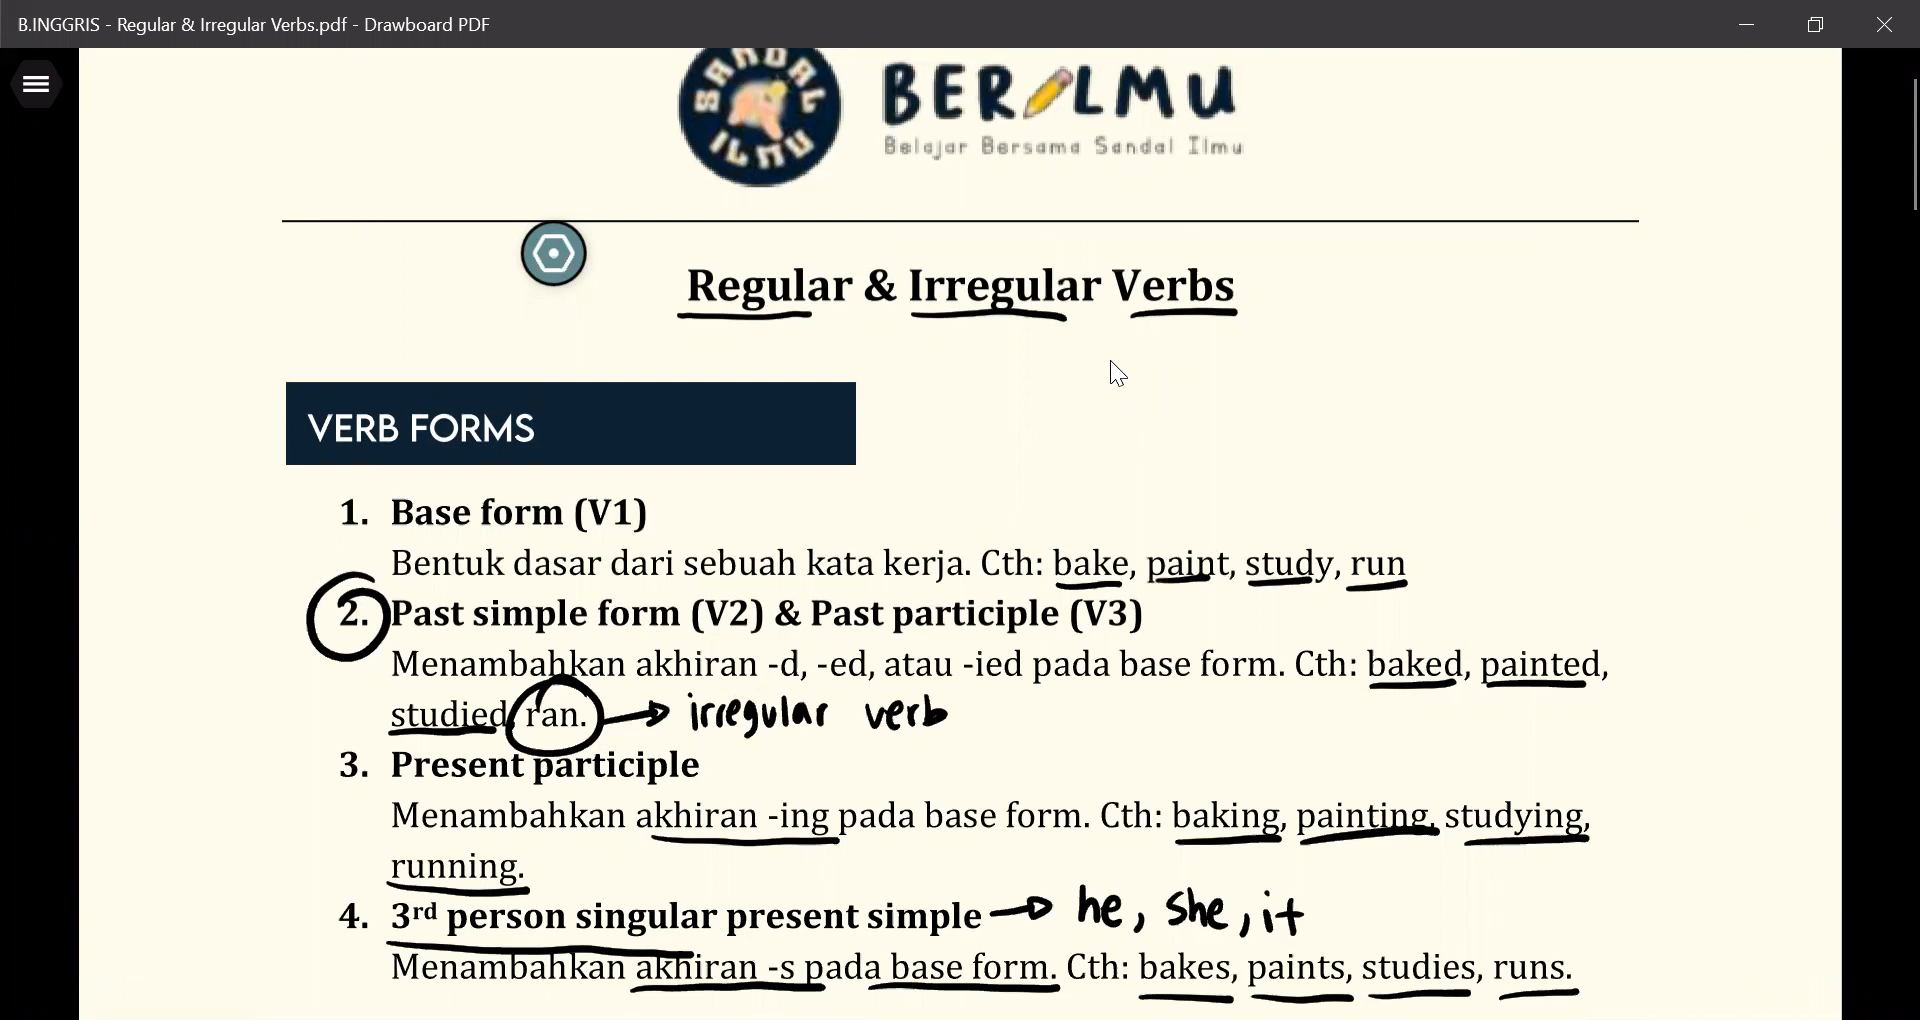 B.INGGRIS - Regular & Irregular Verbs.pdf - Drawboard PDF
SANDAL ILMU
BERILMU
Belajar Bersama Sandal Ilmu
Regular & Irregular Verbs
VERB FORMS
1. Base form (V1)
Bentuk dasar dari sebuah kata kerja. Cth: bake, paint, study, run
2. Past simple form (V2) & Past participle (V3)
Menambahkan akhiran -d, -ed, atau -ied pada base form. Cth: baked, painted,
studied, ran. → irregular verb
3. Present participle
Menambahkan akhiran -ing pada base form. Cth: baking, painting, studying,
running.
4. 3rd person singular present simple → he, she, it
Menambahkan akhiran -s pada base form. Cth: bakes, paints, studies, runs.